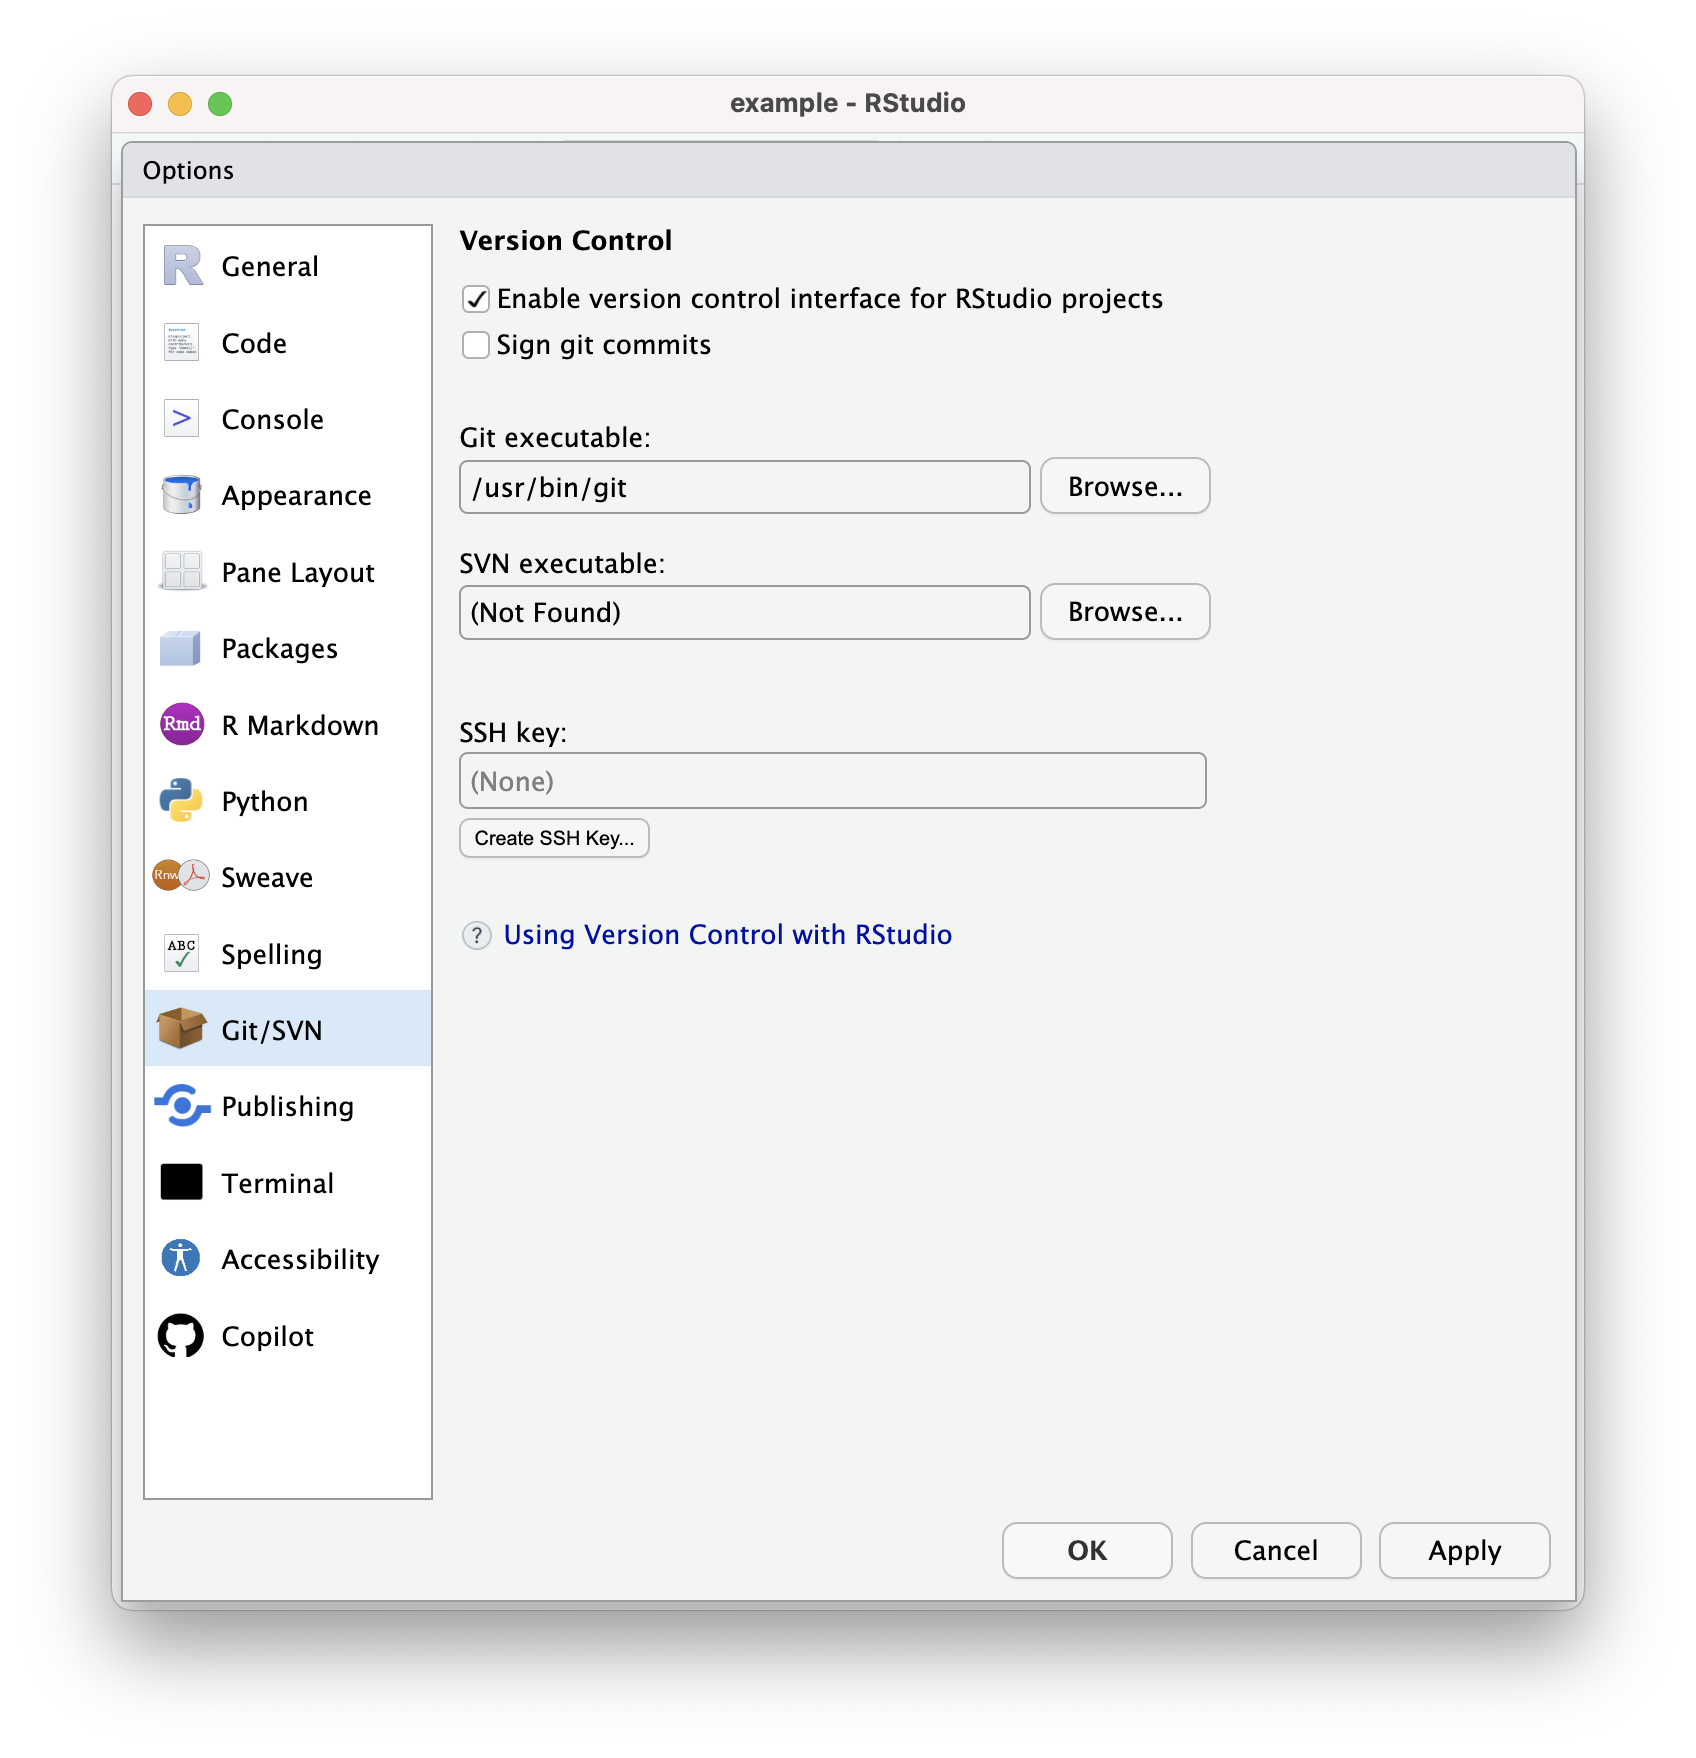 example - RStudio
Options
General
Code
Console
Appearance
Pane Layout
Packages
Rmd R Markdown
Python
Rnw Sweave
ABC Spelling
Git/SVN
Publishing
Terminal
Accessibility
Copilot
Version Control
Enable version control interface for RStudio projects
Sign git commits
Git executable:
/usr/bin/git Browse...
SVN executable:
(Not Found) Browse...
SSH key:
(None)
Create SSH Key...
? Using Version Control with RStudio
OK Cancel Apply